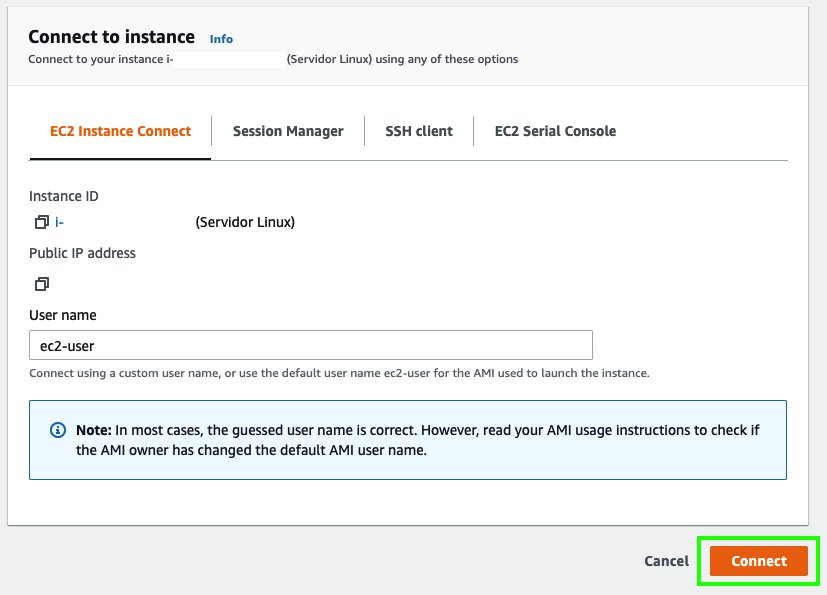 Connect to instance Info
Connect to your instance i- (Servidor Linux) using any of these options
EC2 Instance Connect Session Manager SSH client EC2 Serial Console
Instance ID
i- (Servidor Linux)
Public IP address
User name
ec2-user
Connect using a custom user name, or use the default user name ec2-user for the AMI used to launch the instance.
Note: In most cases, the guessed user name is correct. However, read your AMI usage instructions to check if
the AMI owner has changed the default AMI user name.
Cancel Connect